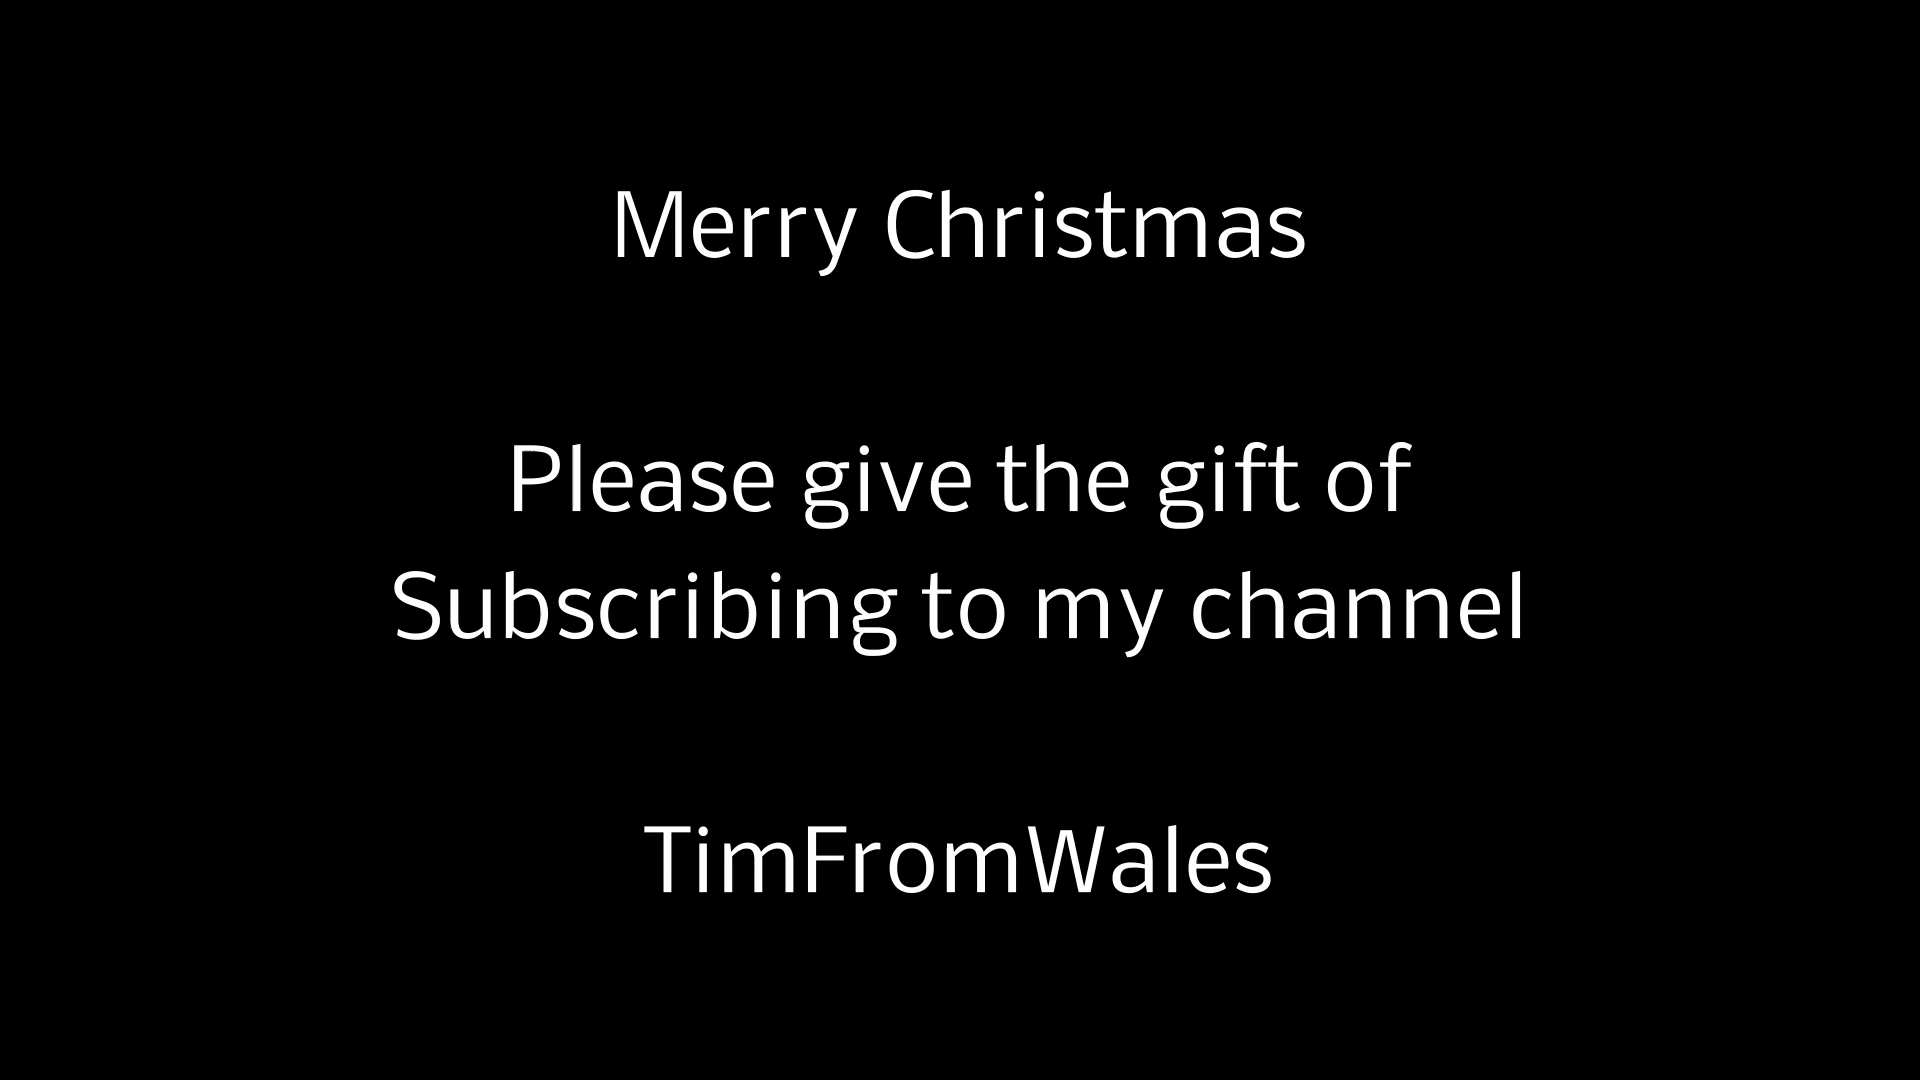 Merry Christmas
Please give the gift of
Subscribing to my channel
TimFromWales